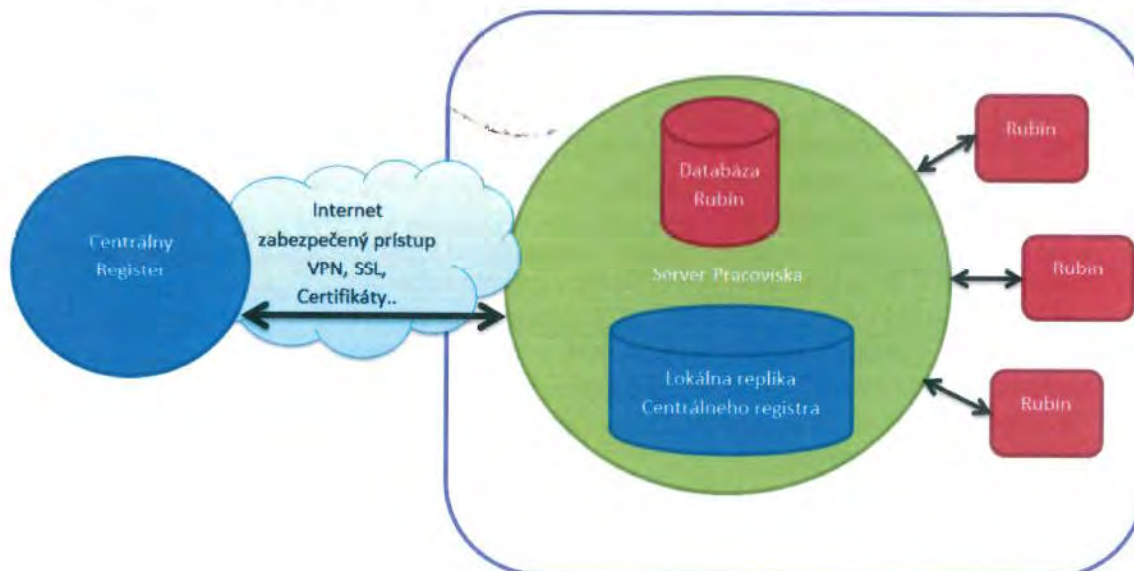 Centrálny
Register
Internet
zabezpečený prístup
VPN, SSL,
Certifikáty..
Databáza
Rubín
Server Pracoviska
Lokálna replika
Centrálneho registra
Rubín
Rubín
Rubín